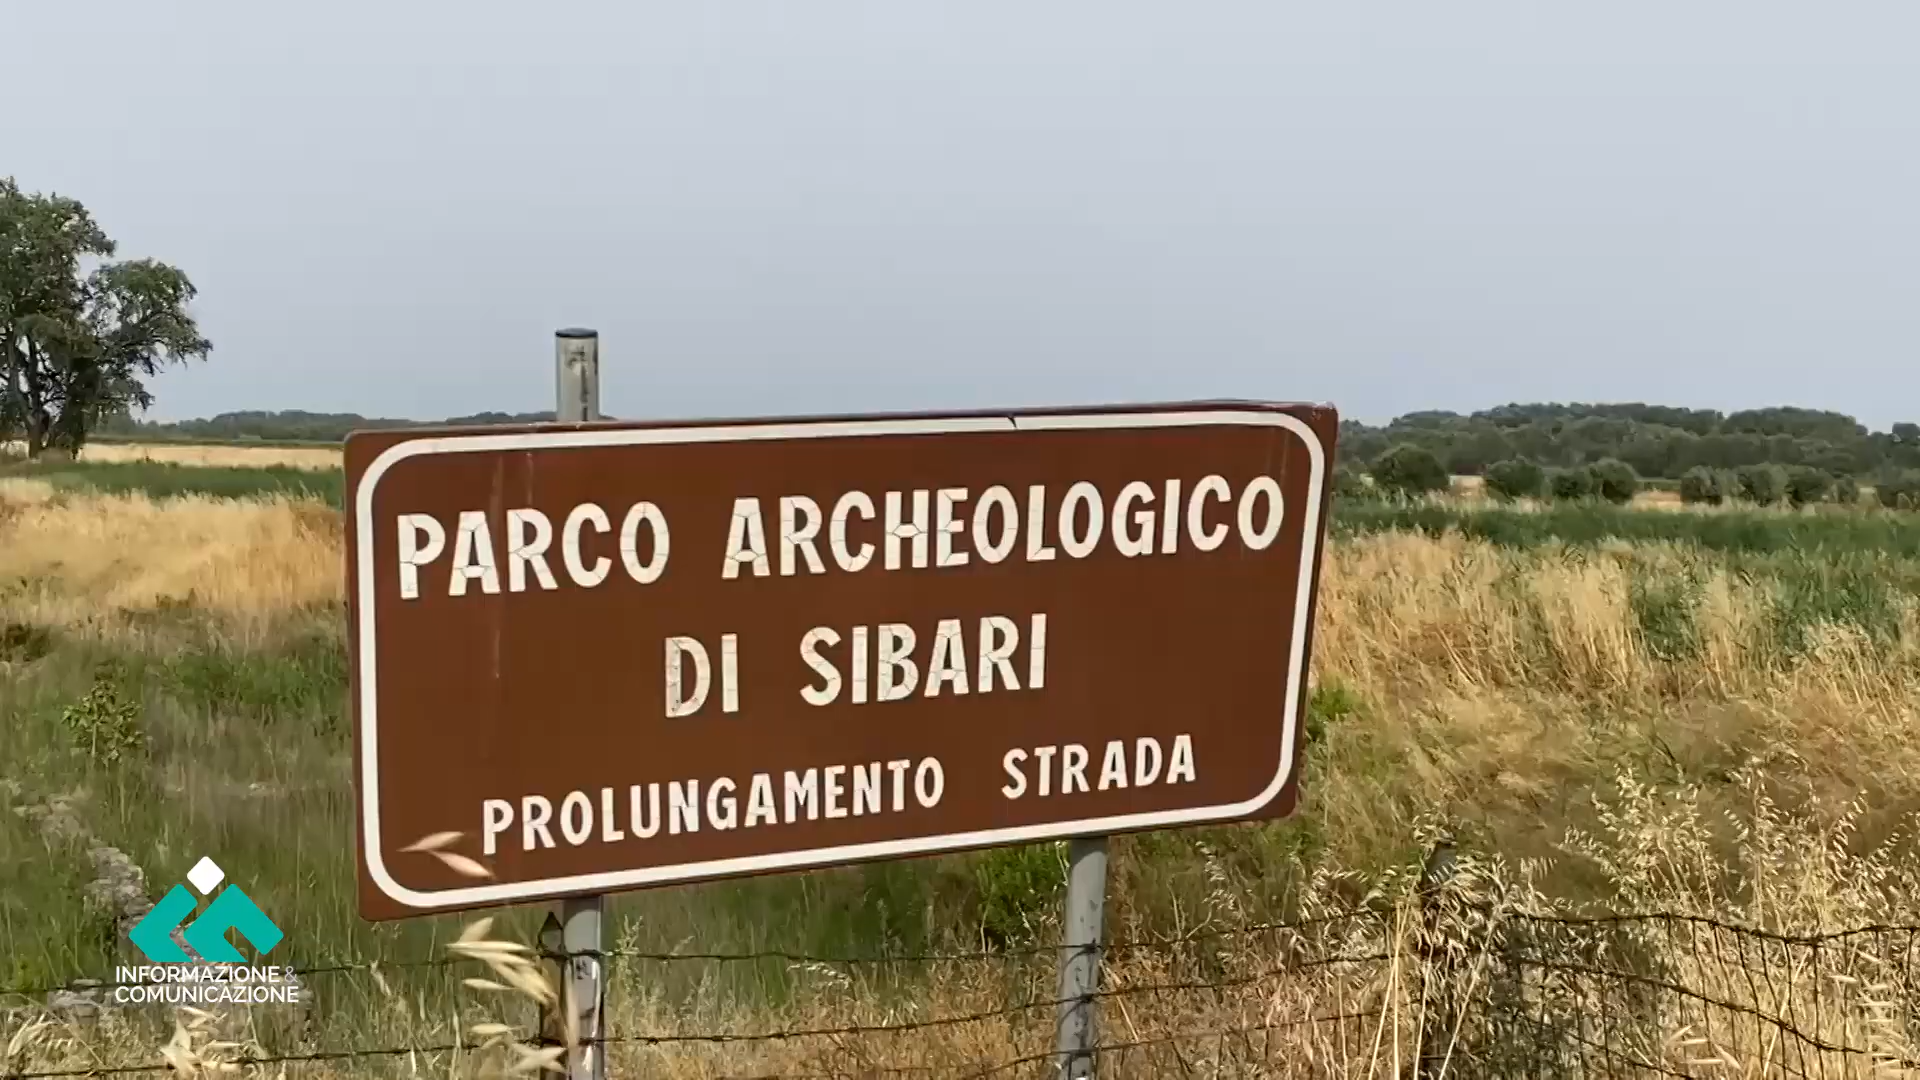 PARCO ARCHEOLOGICO
DI SIBARI
PROLUNGAMENTO STRADA
INFORMAZIONE&
COMUNICAZIONE